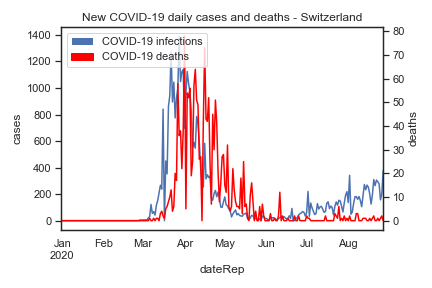 New COVID-19 daily cases and deaths - Switzerland
COVID-19 infections
COVID-19 deaths
cases
1400
1200
1000
800
600
400
200
0
deaths
80
70
60
50
40
30
20
10
0
Jan Feb Mar Apr May Jun Jul Aug
2020
dateRep